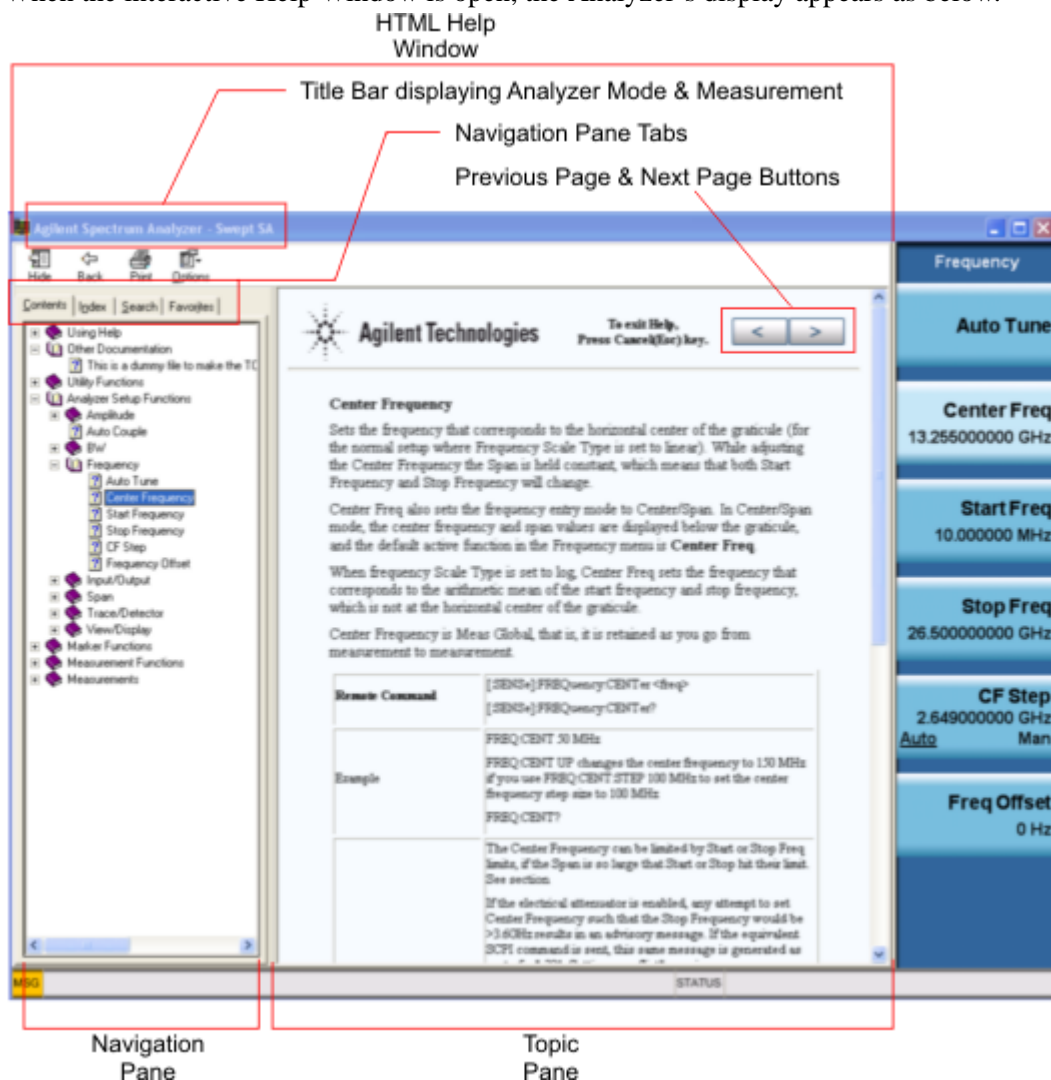 When the interactive Help Window is open, the Analyzer's display appears as below.
HTML Help
Window
Title Bar displaying Analyzer Mode & Measurement
Navigation Pane Tabs
Previous Page & Next Page Buttons
Agilent Spectrum Analyzer - Swept SA
Hide Back Print Options
Contents Index Search Favorites
Using Help
Other Documentation
This is a dummy file to make the TC
Utility Functions
Analyzer Setup Functions
Amplitude
Auto Couple
BW
Frequency
Auto Tune
Center Frequency
Start Frequency
Stop Frequency
CF Step
Frequency Offset
Input/Output
Span
Trace/Detector
View/Display
Marker Functions
Measurement Functions
Measurements
Agilent Technologies
To exit Help,
Press Cancel(Esc) key.
< >
Center Frequency
Sets the frequency that corresponds to the horizontal center of the graticule (for
the normal setup where Frequency Scale Type is set to linear). While adjusting
the Center Frequency the Span is held constant, which means that both Start
Frequency and Stop Frequency will change.
Center Freq also sets the frequency entry mode to Center/Span. In Center/Span
mode, the center frequency and span values are displayed below the graticule,
and the default active function in the Frequency menu is Center Freq.
When frequency Scale Type is set to log, Center Freq sets the frequency that
corresponds to the arithmetic mean of the start frequency and stop frequency,
which is not at the horizontal center of the graticule.
Center Frequency is Meas Global, that is, it is retained as you go from
measurement to measurement.
Remote Command
[:SENSe]:FREQuency:CENTer <freq>
[:SENSe]:FREQuency:CENTer?
Example
FREQ:CENT 50 MHz
FREQ:CENT UP changes the center frequency to 150 MHz
if you use FREQ:CENT:STEP 100 MHz to set the center
frequency step size to 100 MHz
FREQ:CENT?
The Center Frequency can be limited by Start or Stop Freq
limits, if the Span is so large that Start or Stop hit their limit.
See section
If the electrical attenuator is enabled, any attempt to set
Center Frequency such that the Stop Frequency would be
>3.6GHz results in an advisory message. If the equivalent
SCPI command is sent, this same message is generated as
Frequency
Auto Tune
Center Freq
13.255000000 GHz
Start Freq
10.000000 MHz
Stop Freq
26.500000000 GHz
CF Step
2.649000000 GHz
Auto Man
Freq Offset
0 Hz
MSG
STATUS
Navigation
Pane
Topic
Pane